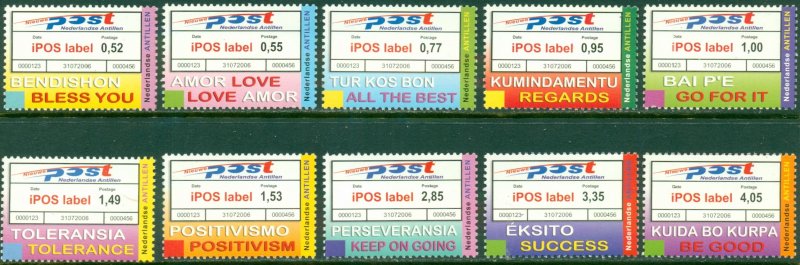 Nieuwe post
Nederlandse Antillen
Date Postage
iPOS label 0,52
0000123 31072006 0000456
BENDISHON
BLESS YOU
Nederlandse ANTILLEN
Nieuwe post
Nederlandse Antillen
Date Postage
iPOS label 0,55
0000123 31072006 0000456
AMOR LOVE
LOVE AMOR
Nederlandse ANTILLEN
Nieuwe post
Nederlandse Antillen
Date Postage
iPOS label 0,77
0000123 31072006 0000456
TUR KOS BON
ALL THE BEST
Nederlandse ANTILLEN
Nieuwe post
Nederlandse Antillen
Date Postage
iPOS label 0,95
0000123 31072006 0000456
KUMINDAMENTU
REGARDS
Nederlandse ANTILLEN
Nieuwe post
Nederlandse Antillen
Date Postage
iPOS label 1,00
0000123 31072006 0000456
BAI P'E
GO FOR IT
Nederlandse ANTILLEN
Nieuwe post
Nederlandse Antillen
Date Postage
iPOS label 1,49
0000123 31072006 0000456
TOLERANSIA
TOLERANCE
Nederlandse ANTILLEN
Nieuwe post
Nederlandse Antillen
Date Postage
iPOS label 1,53
0000123 31072006 0000456
POSITIVISMO
POSITIVISM
Nederlandse ANTILLEN
Nieuwe post
Nederlandse Antillen
Date Postage
iPOS label 2,85
0000123 31072006 0000456
PERSEVERANSIA
KEEP ON GOING
Nederlandse ANTILLEN
Nieuwe post
Nederlandse Antillen
Date Postage
iPOS label 3,35
0000123 31072006 0000456
ÉKSITO
SUCCESS
Nederlandse ANTILLEN
Nieuwe post
Nederlandse Antillen
Date Postage
iPOS label 4,05
0000123 31072006 0000456
KUIDA BO KURPA
BE GOOD
Nederlandse ANTILLEN